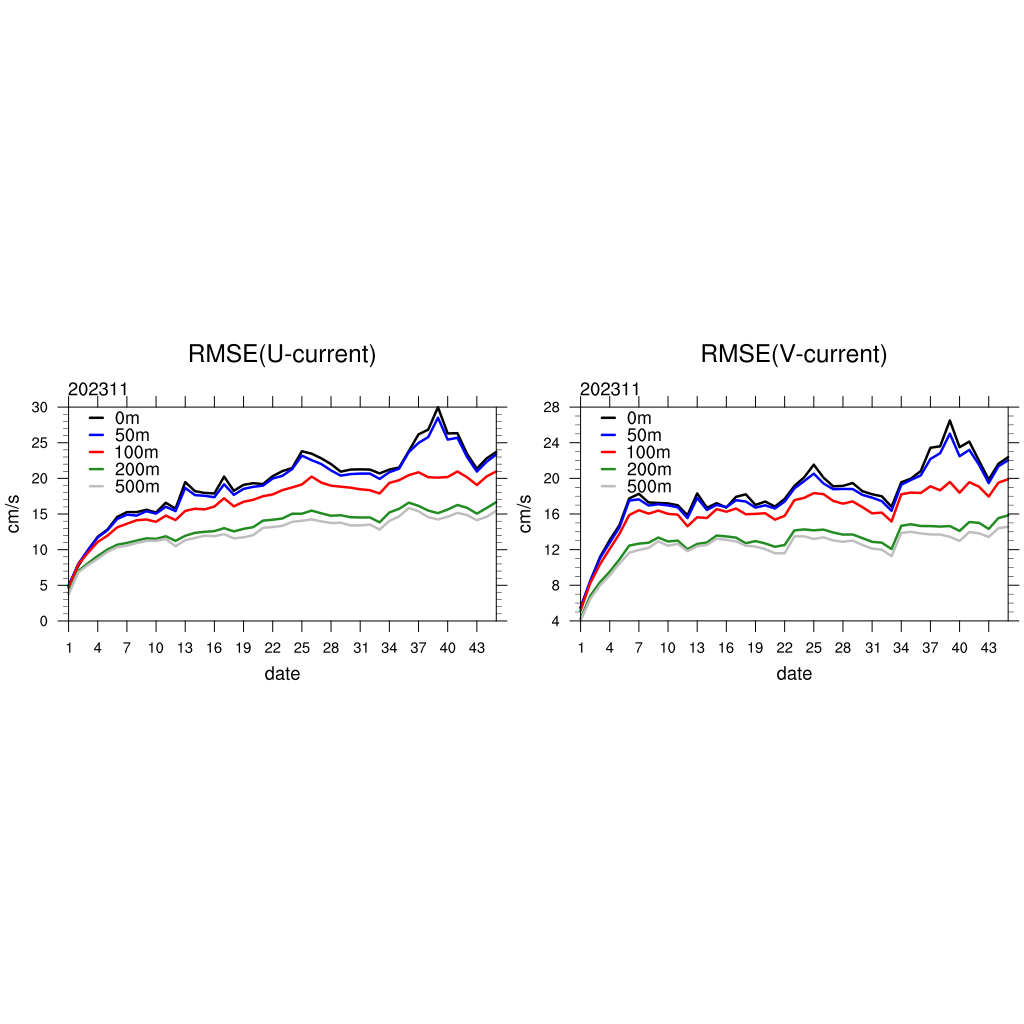 RMSE(U-current)
202311
30
25
20
15
10
5
0
cm/s
0m
50m
100m
200m
500m
1 4 7 10 13 16 19 22 25 28 31 34 37 40 43
date
RMSE(V-current)
202311
28
24
20
16
12
8
4
cm/s
0m
50m
100m
200m
500m
1 4 7 10 13 16 19 22 25 28 31 34 37 40 43
date